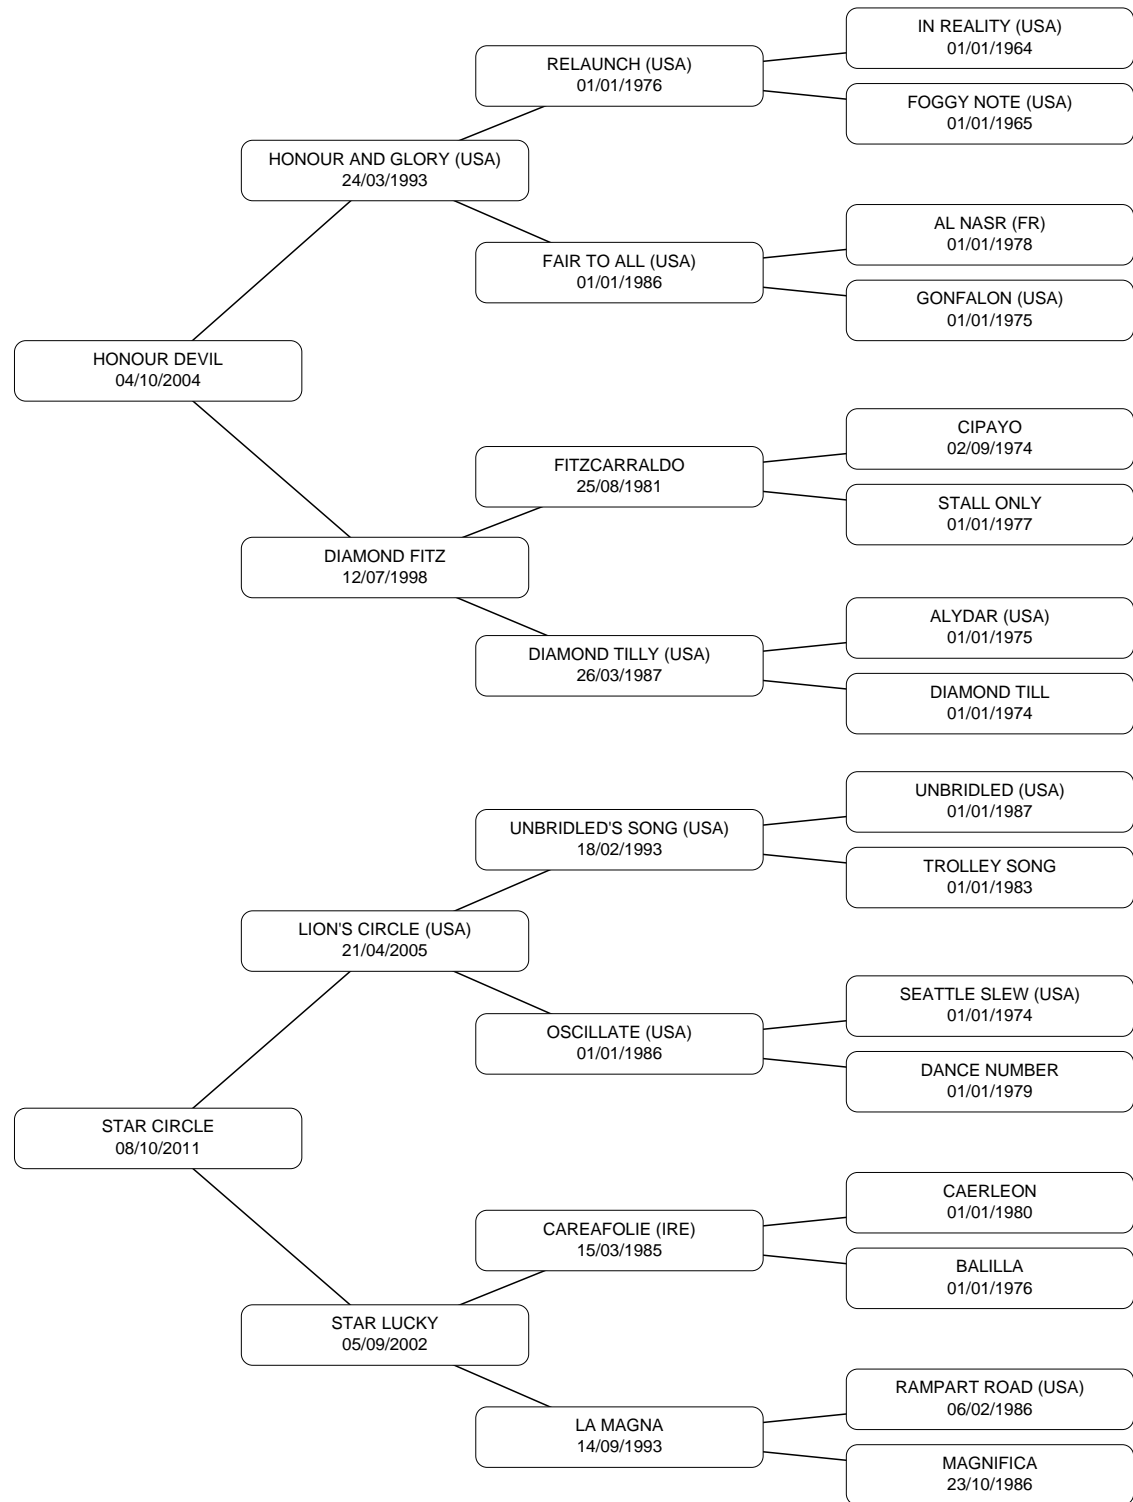 IN REALITY (USA)
01/01/1964
RELAUNCH (USA)
01/01/1976
FOGGY NOTE (USA)
01/01/1965
HONOUR AND GLORY (USA)
24/03/1993
AL NASR (FR)
01/01/1978
FAIR TO ALL (USA)
01/01/1986
GONFALON (USA)
01/01/1975
HONOUR DEVIL
04/10/2004
CIPAYO
02/09/1974
FITZCARRALDO
25/08/1981
STALL ONLY
01/01/1977
DIAMOND FITZ
12/07/1998
ALYDAR (USA)
01/01/1975
DIAMOND TILLY (USA)
26/03/1987
DIAMOND TILL
01/01/1974
UNBRIDLED (USA)
01/01/1987
UNBRIDLED'S SONG (USA)
18/02/1993
TROLLEY SONG
01/01/1983
LION'S CIRCLE (USA)
21/04/2005
SEATTLE SLEW (USA)
01/01/1974
OSCILLATE (USA)
01/01/1986
DANCE NUMBER
01/01/1979
STAR CIRCLE
08/10/2011
CAERLEON
01/01/1980
CAREAFOLIE (IRE)
15/03/1985
BALILLA
01/01/1976
STAR LUCKY
05/09/2002
RAMPART ROAD (USA)
06/02/1986
LA MAGNA
14/09/1993
MAGNIFICA
23/10/1986